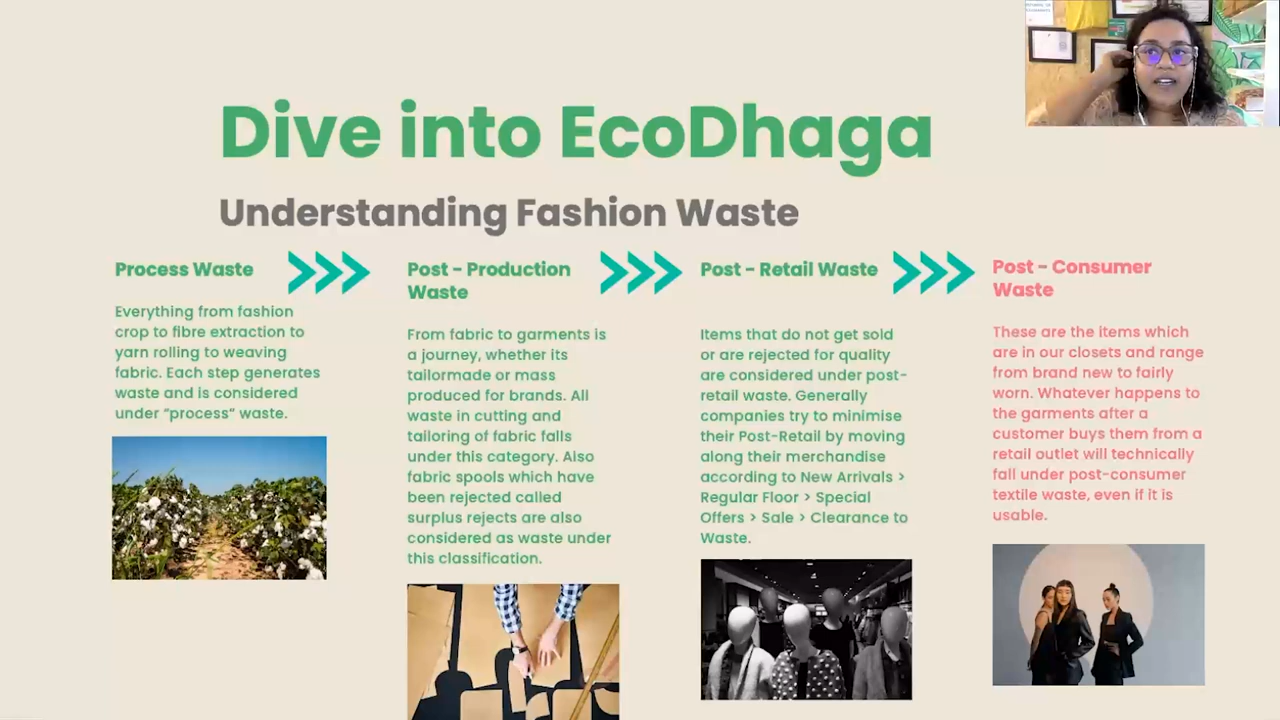 Dive into EcoDhaga
Understanding Fashion Waste
Process Waste
Everything from fashion
crop to fibre extraction to
yarn rolling to weaving
fabric. Each step generates
waste and is considered
under “process” waste.
Post - Production
Waste
From fabric to garments is
a journey, whether its
tailormade or mass
produced for brands. All
waste in cutting and
tailoring of fabric falls
under this category. Also
fabric spools which have
been rejected called
surplus rejects are also
considered as waste under
this classification.
Post - Retail Waste
Items that do not get sold
or are rejected for quality
are considered under post-
retail waste. Generally
companies try to minimise
their Post-Retail by moving
along their merchandise
according to New Arrivals >
Regular Floor > Special
Offers > Sale > Clearance to
Waste.
Post - Consumer
Waste
These are the items which
are in our closets and range
from brand new to fairly
worn. Whatever happens to
the garments after a
customer buys them from a
retail outlet will technically
fall under post-consumer
textile waste, even if it is
usable.